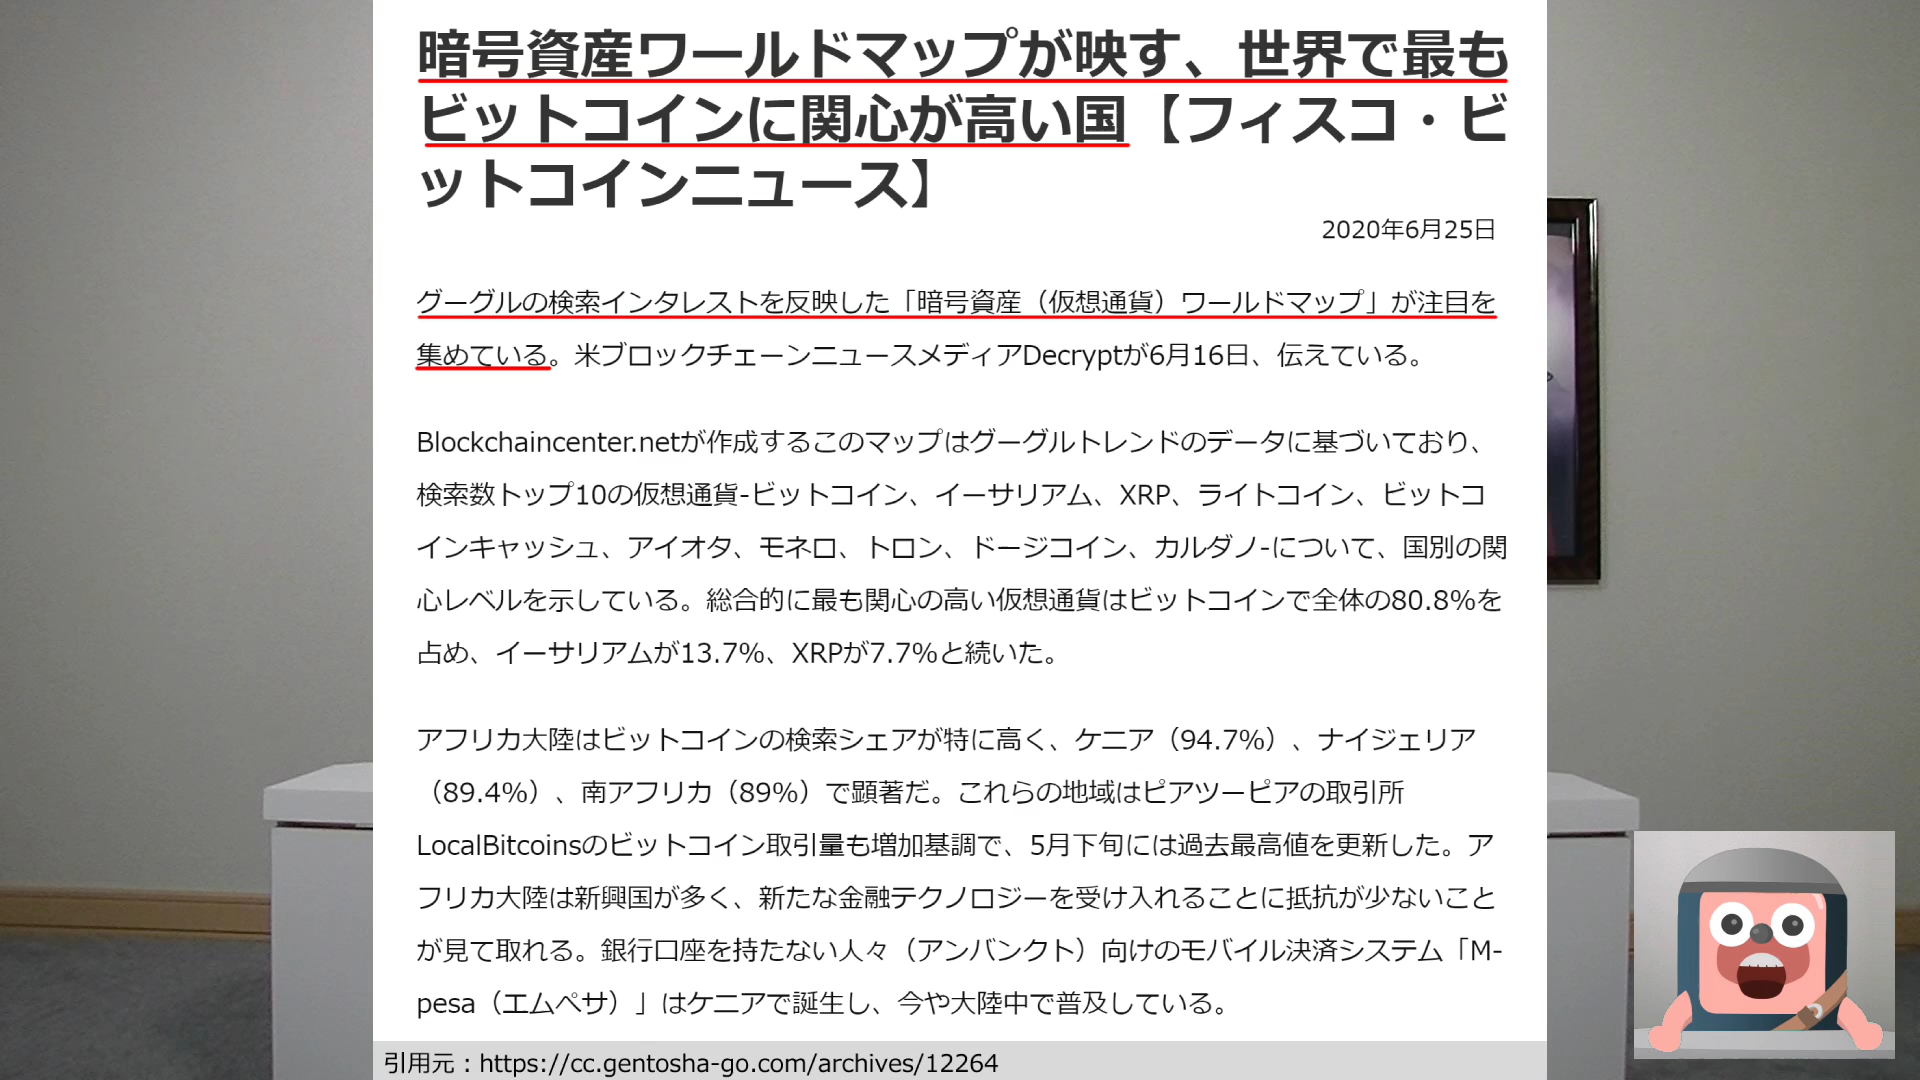 暗号資産ワールドマップが映す、世界で最も
ビットコインに関心が高い国【フィスコ・ビ
ットコインニュース】
2020年6月25日
グーグルの検索インタレストを反映した「暗号資産（仮想通貨）ワールドマップ」が注目を
集めている。米ブロックチェーンニュースメディアDecryptが6月16日、伝えている。
Blockchaincenter.netが作成するこのマップはグーグルトレンドのデータに基づいており、
検索数トップ10の仮想通貨-ビットコイン、イーサリアム、XRP、ライトコイン、ビットコ
インキャッシュ、アイオタ、モネロ、トロン、ドージコイン、カルダノ-について、国別の関
心レベルを示している。総合的に最も関心の高い仮想通貨はビットコインで全体の80.8%を
占め、イーサリアムが13.7%、XRPが7.7%と続いた。
アフリカ大陸はビットコインの検索シェアが特に高く、ケニア（94.7%）、ナイジェリア
（89.4%）、南アフリカ（89%）で顕著だ。これらの地域はピアツーピアの取引所
LocalBitcoinsのビットコイン取引量も増加基調で、5月下旬には過去最高値を更新した。ア
フリカ大陸は新興国が多く、新たな金融テクノロジーを受け入れることに抵抗が少ないこと
が見て取れる。銀行口座を持たない人々（アンバンクト）向けのモバイル決済システム「M-
pesa（エムペサ）」はケニアで誕生し、今や大陸中で普及している。
引用元：https://cc.gentosha-go.com/archives/12264